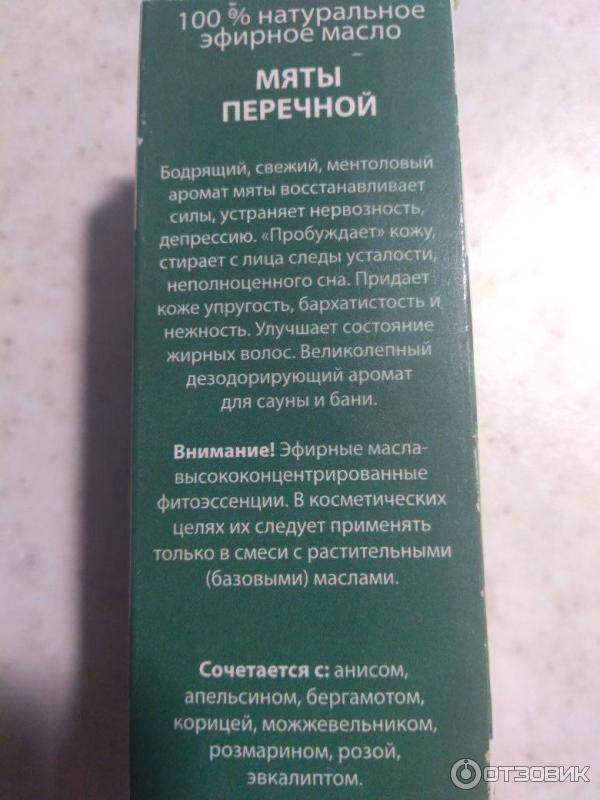 100 % натуральное
эфирное масло
МЯТЫ
ПЕРЕЧНОЙ
Бодрящий, свежий, ментоловый
аромат мяты восстанавливает
силы, устраняет нервозность,
депрессию. «Пробуждает» кожу,
стирает с лица следы усталости,
неполноценного сна. Придает
коже упругость, бархатистость и
нежность. Улучшает состояние
жирных волос. Великолепный
дезодорирующий аромат
для сауны и бани.
Внимание! Эфирные масла-
высококонцентрированные
фитоэссенции. В косметических
целях их следует применять
только в смеси с растительными
(базовыми) маслами.
Сочетается с: анисом,
апельсином, бергамотом,
корицей, можжевельником,
розмарином, розой,
эвкалиптом.
ОТЗОВИК